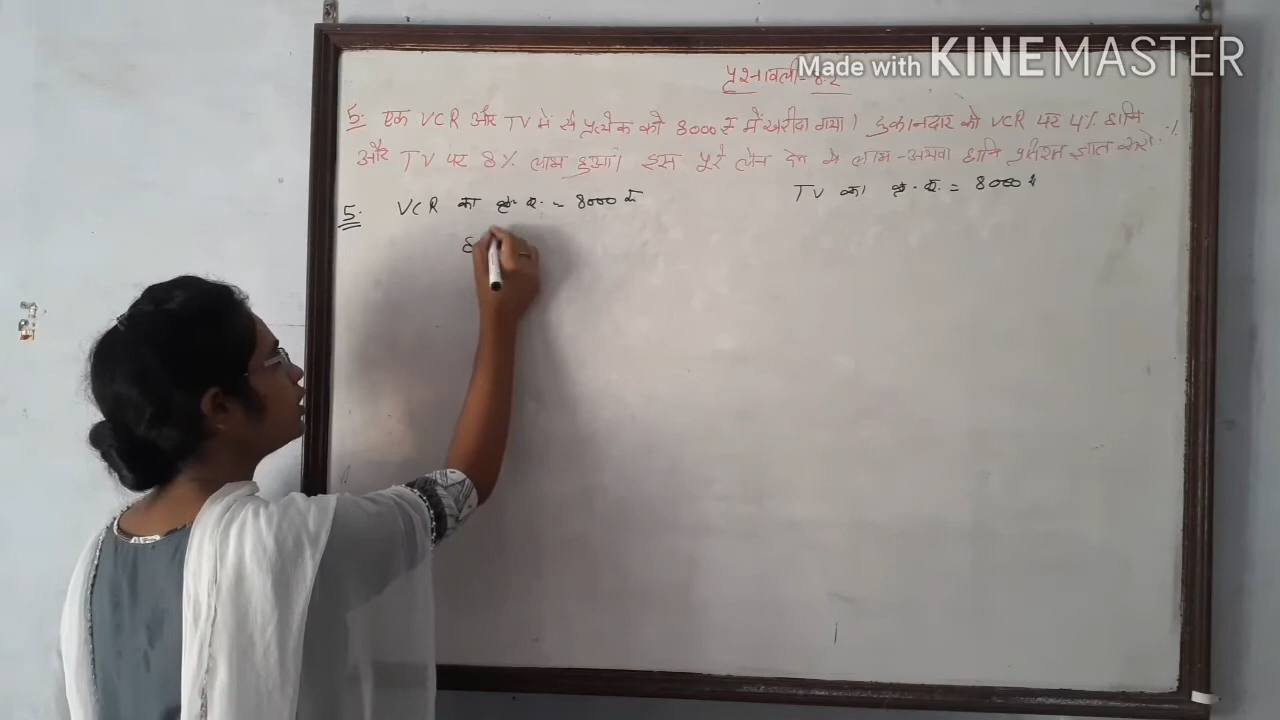 Made with KINEMASTER
प्रश्नावली - 8.2
5. एक VCR और TV में से प्रत्येक को 8000 रु में खरीदा गया। दुकानदार को VCR पर 4% हानि
और TV पर 8% लाभ हुआ। इस पूरे लेन देन में लाभ - अथवा हानि प्रतिशत ज्ञात करो।
5. VCR का क्र. मू. = 8000 रु
TV का क्र. मू. = 8000 रु